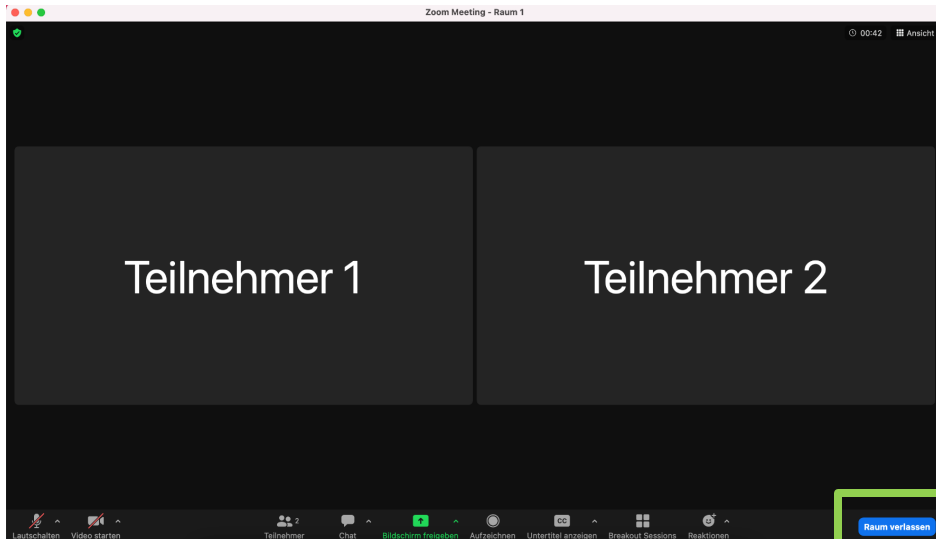 Zoom Meeting - Raum 1
00:42 Ansicht
Teilnehmer 1
Teilnehmer 2
2
CC
Lautschalten Video starten Teilnehmer Chat Bildschirm freigeben Aufzeichnen Untertitel anzeigen Breakout Sessions Reaktionen
Raum verlassen